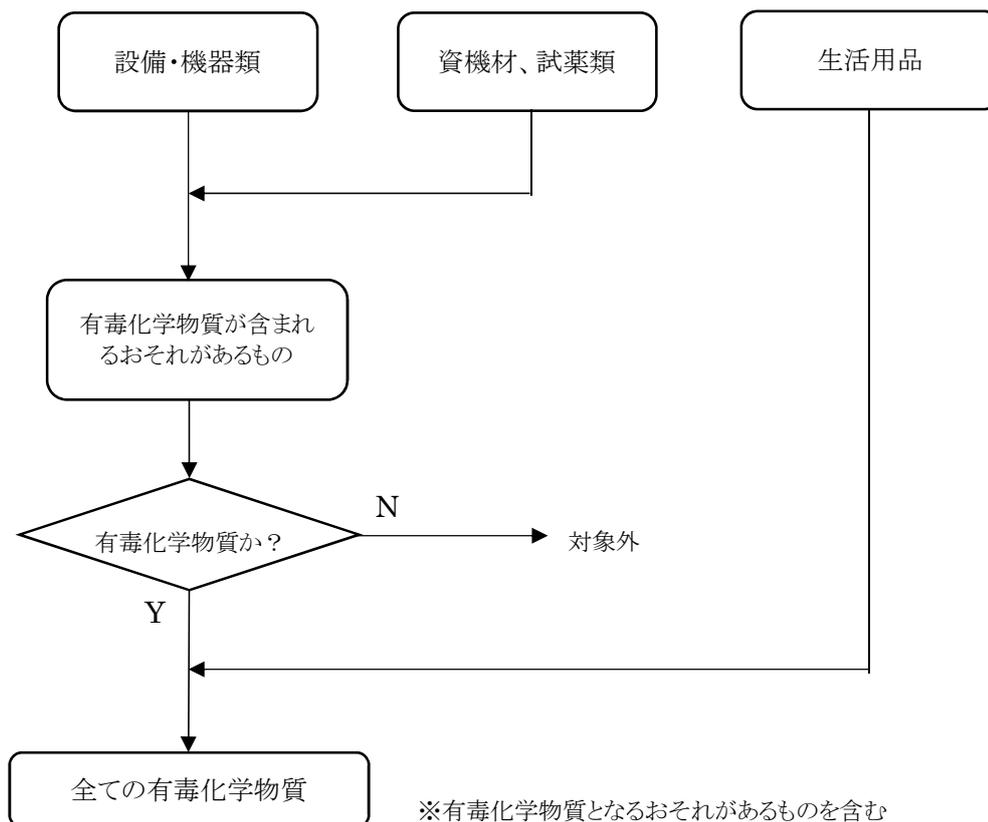 設備・機器類
資機材、試薬類
生活用品
有毒化学物質が含まれ
るおそれがあるもの
有毒化学物質か？
N
対象外
Y
全ての有毒化学物質
※有毒化学物質となるおそれがあるものを含む